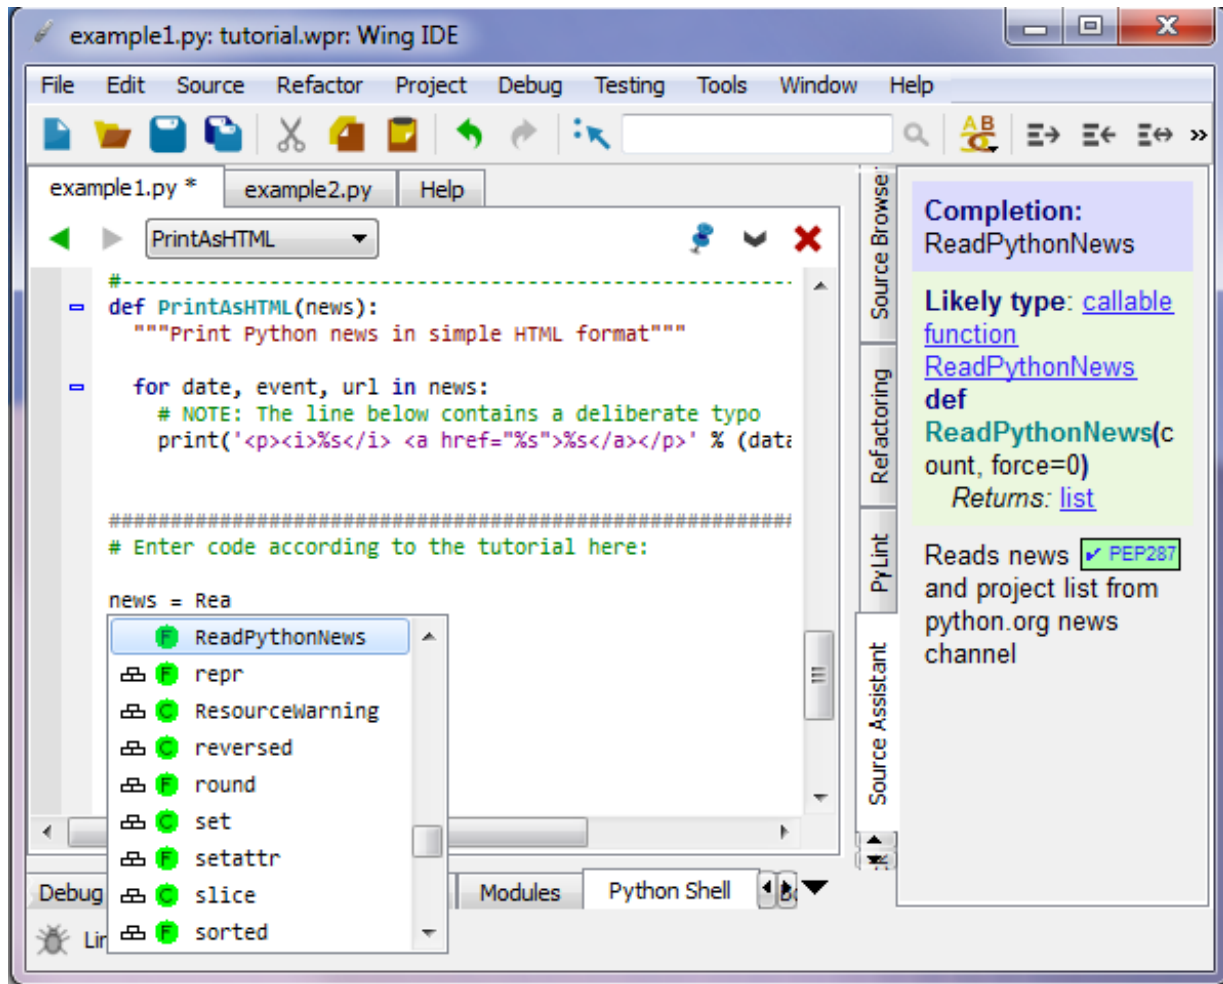 example1.py: tutorial.wpr: Wing IDE
File Edit Source Refactor Project Debug Testing Tools Window Help
example1.py * example2.py Help
PrintAsHTML
#-------------------------------------------------------
def PrintAsHTML(news):
"""Print Python news in simple HTML format"""
for date, event, url in news:
# NOTE: The line below contains a deliberate typo
print('<p><i>%s</i> <a href="%s">%s</a></p>' % (data
########################################################
# Enter code according to the tutorial here:
news = Rea
ReadPythonNews
repr
ResourceWarning
reversed
round
set
setattr
slice
sorted
Debug Modules Python Shell
Source Browser
Refactoring
PyLint
Source Assistant
Completion:
ReadPythonNews
Likely type: callable
function
ReadPythonNews
def
ReadPythonNews(c
ount, force=0)
Returns: list
Reads news PEP287
and project list from
python.org news
channel